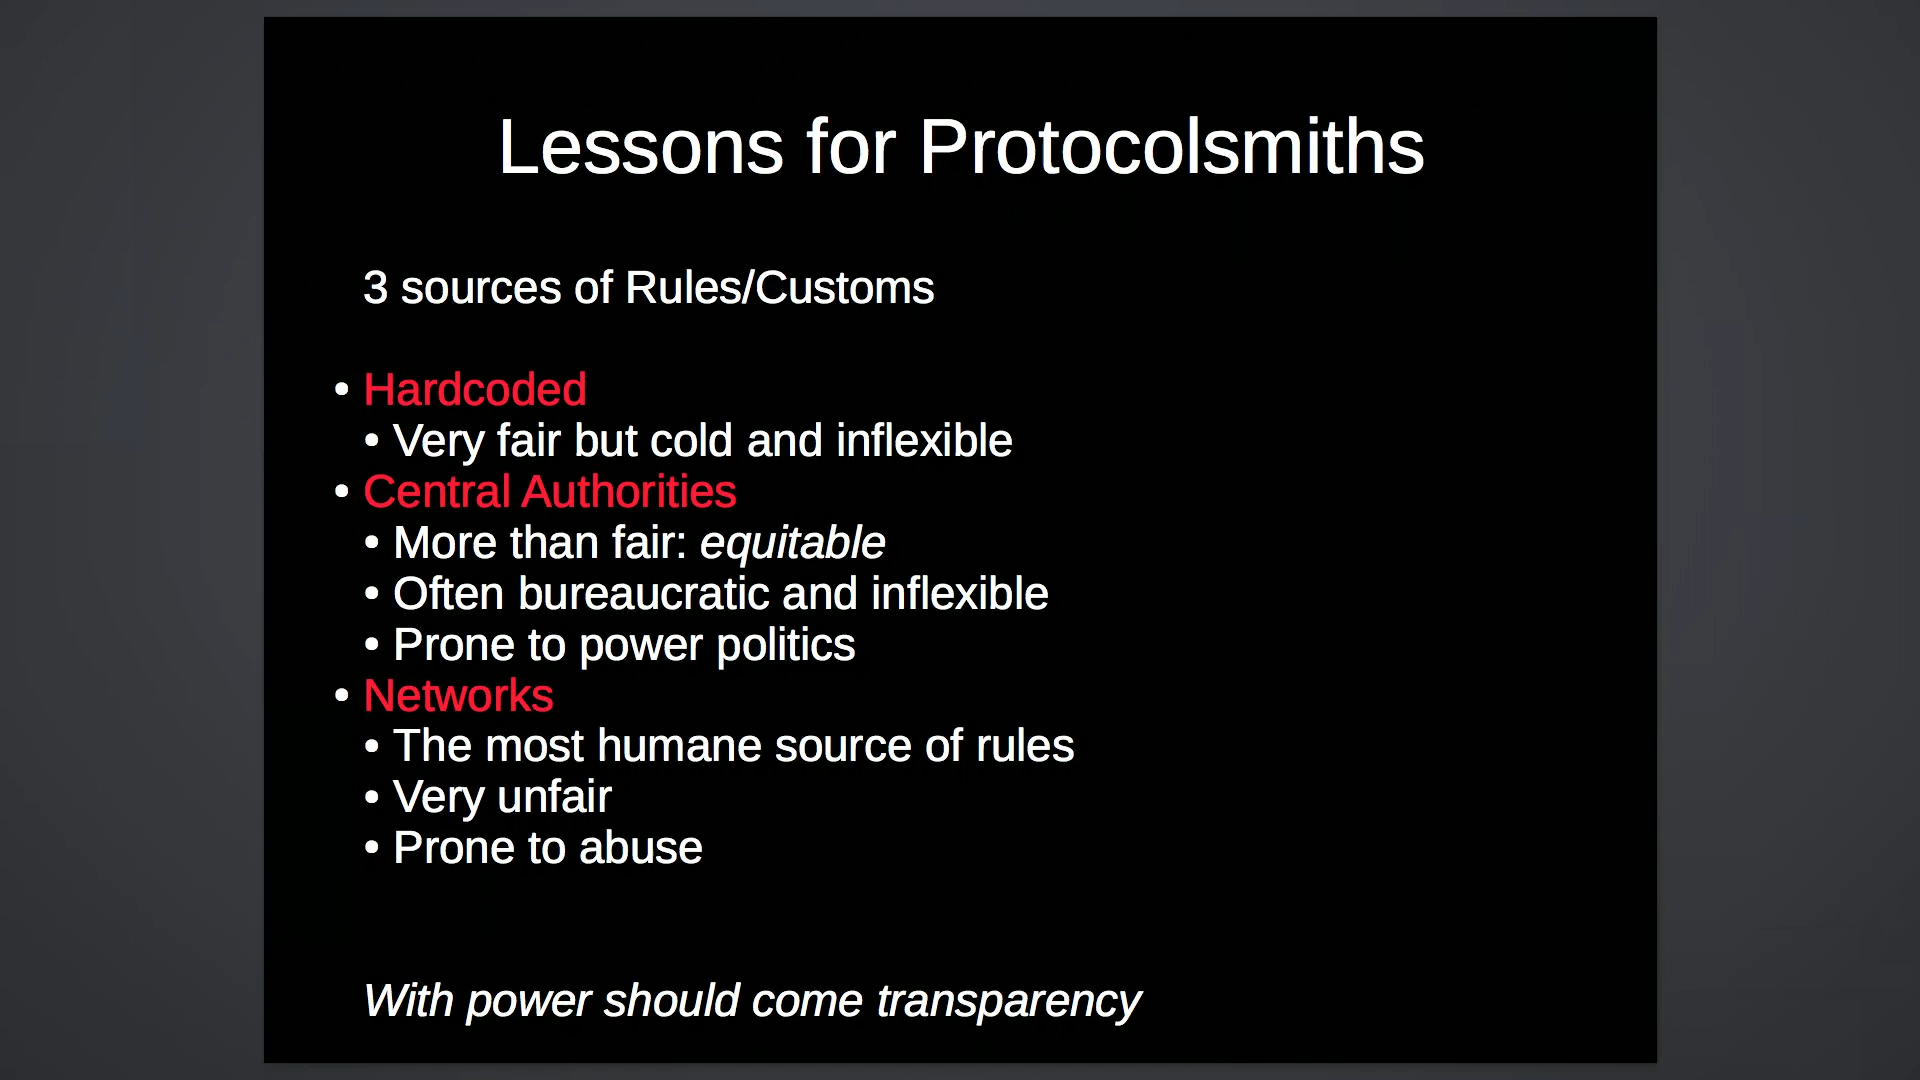 Lessons for Protocolsmiths
3 sources of Rules/Customs
• Hardcoded
• Very fair but cold and inflexible
• Central Authorities
• More than fair: equitable
• Often bureaucratic and inflexible
• Prone to power politics
• Networks
• The most humane source of rules
• Very unfair
• Prone to abuse
With power should come transparency